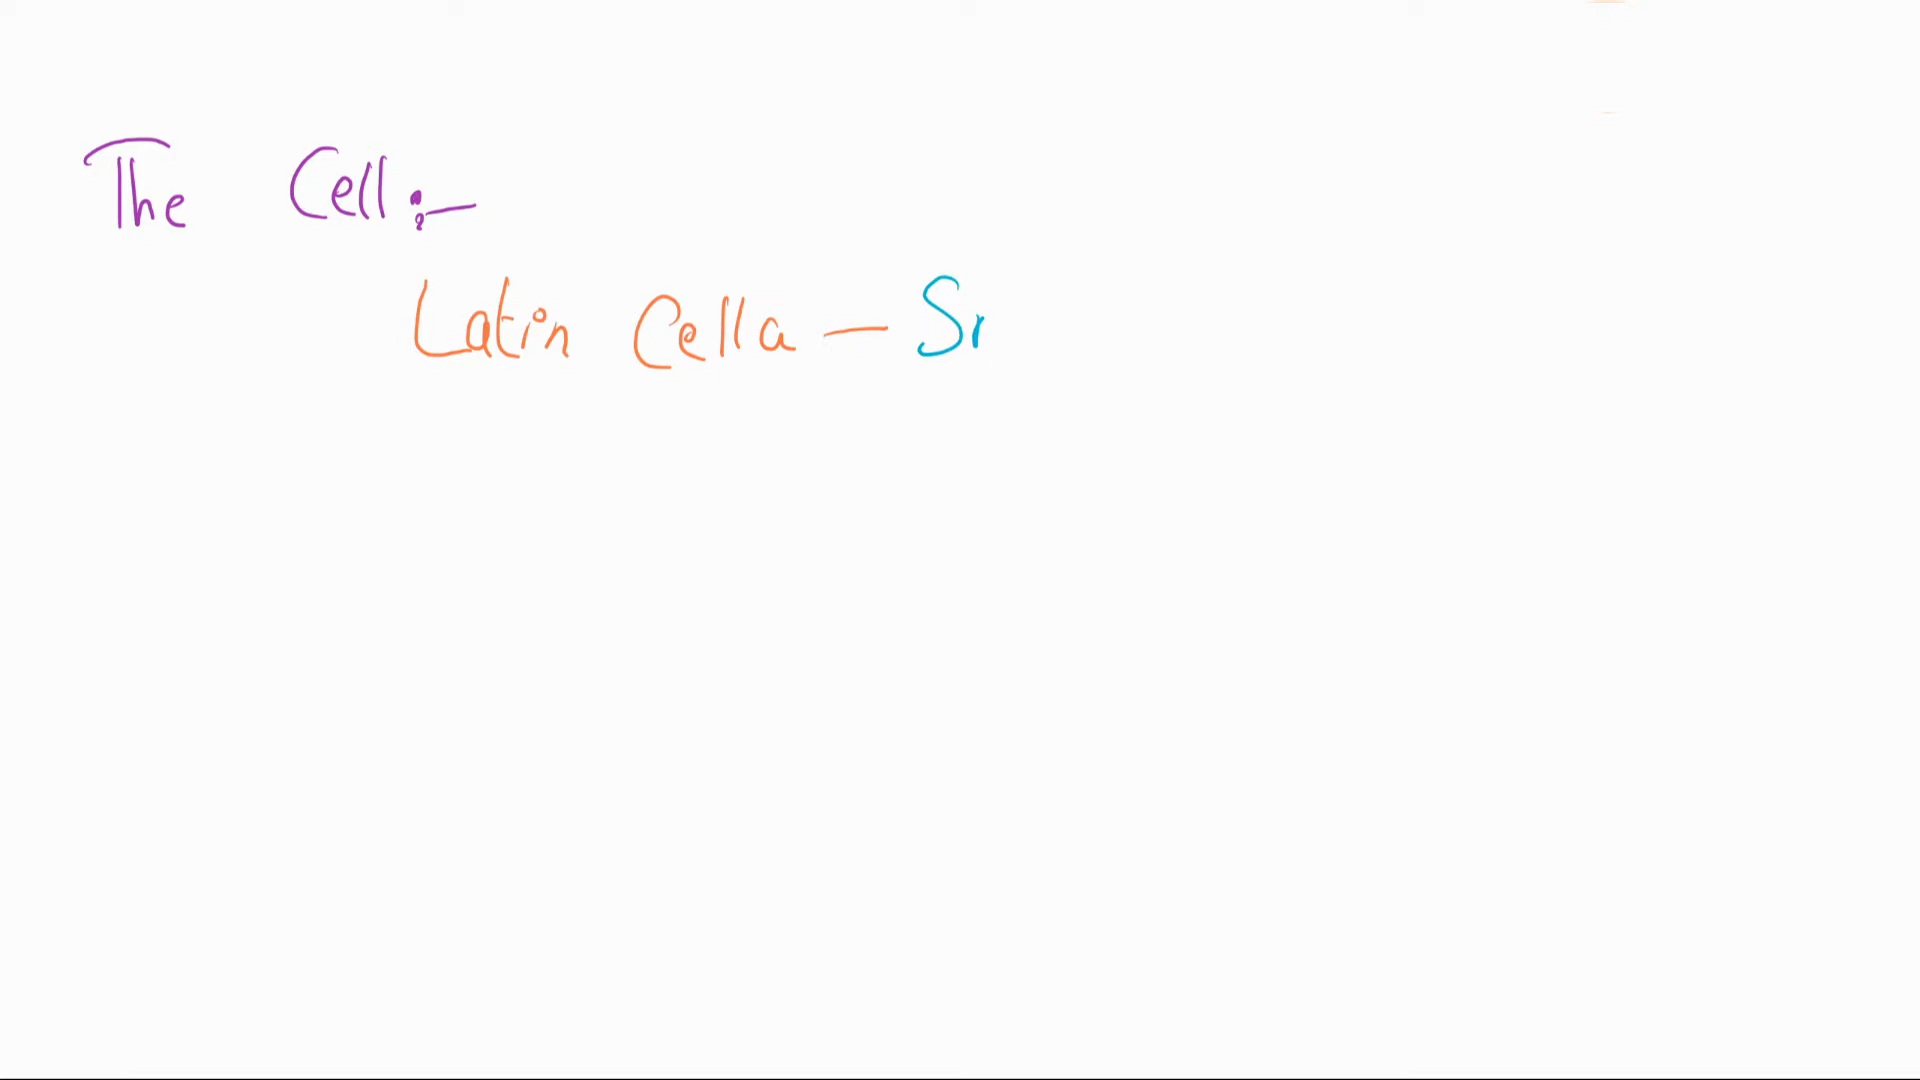 The Cell:-
Latin Cella —